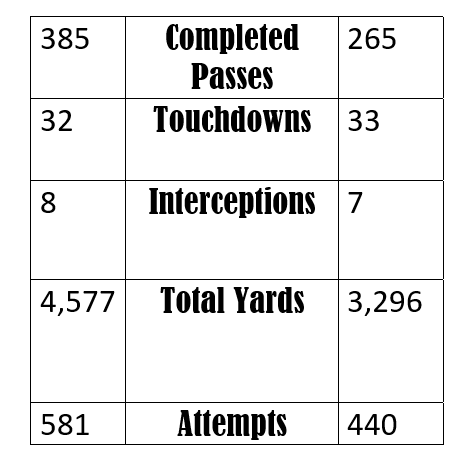 385 Completed 265
Passes
32 Touchdowns 33
8 Interceptions 7
4,577 Total Yards 3,296
581 Attempts 440